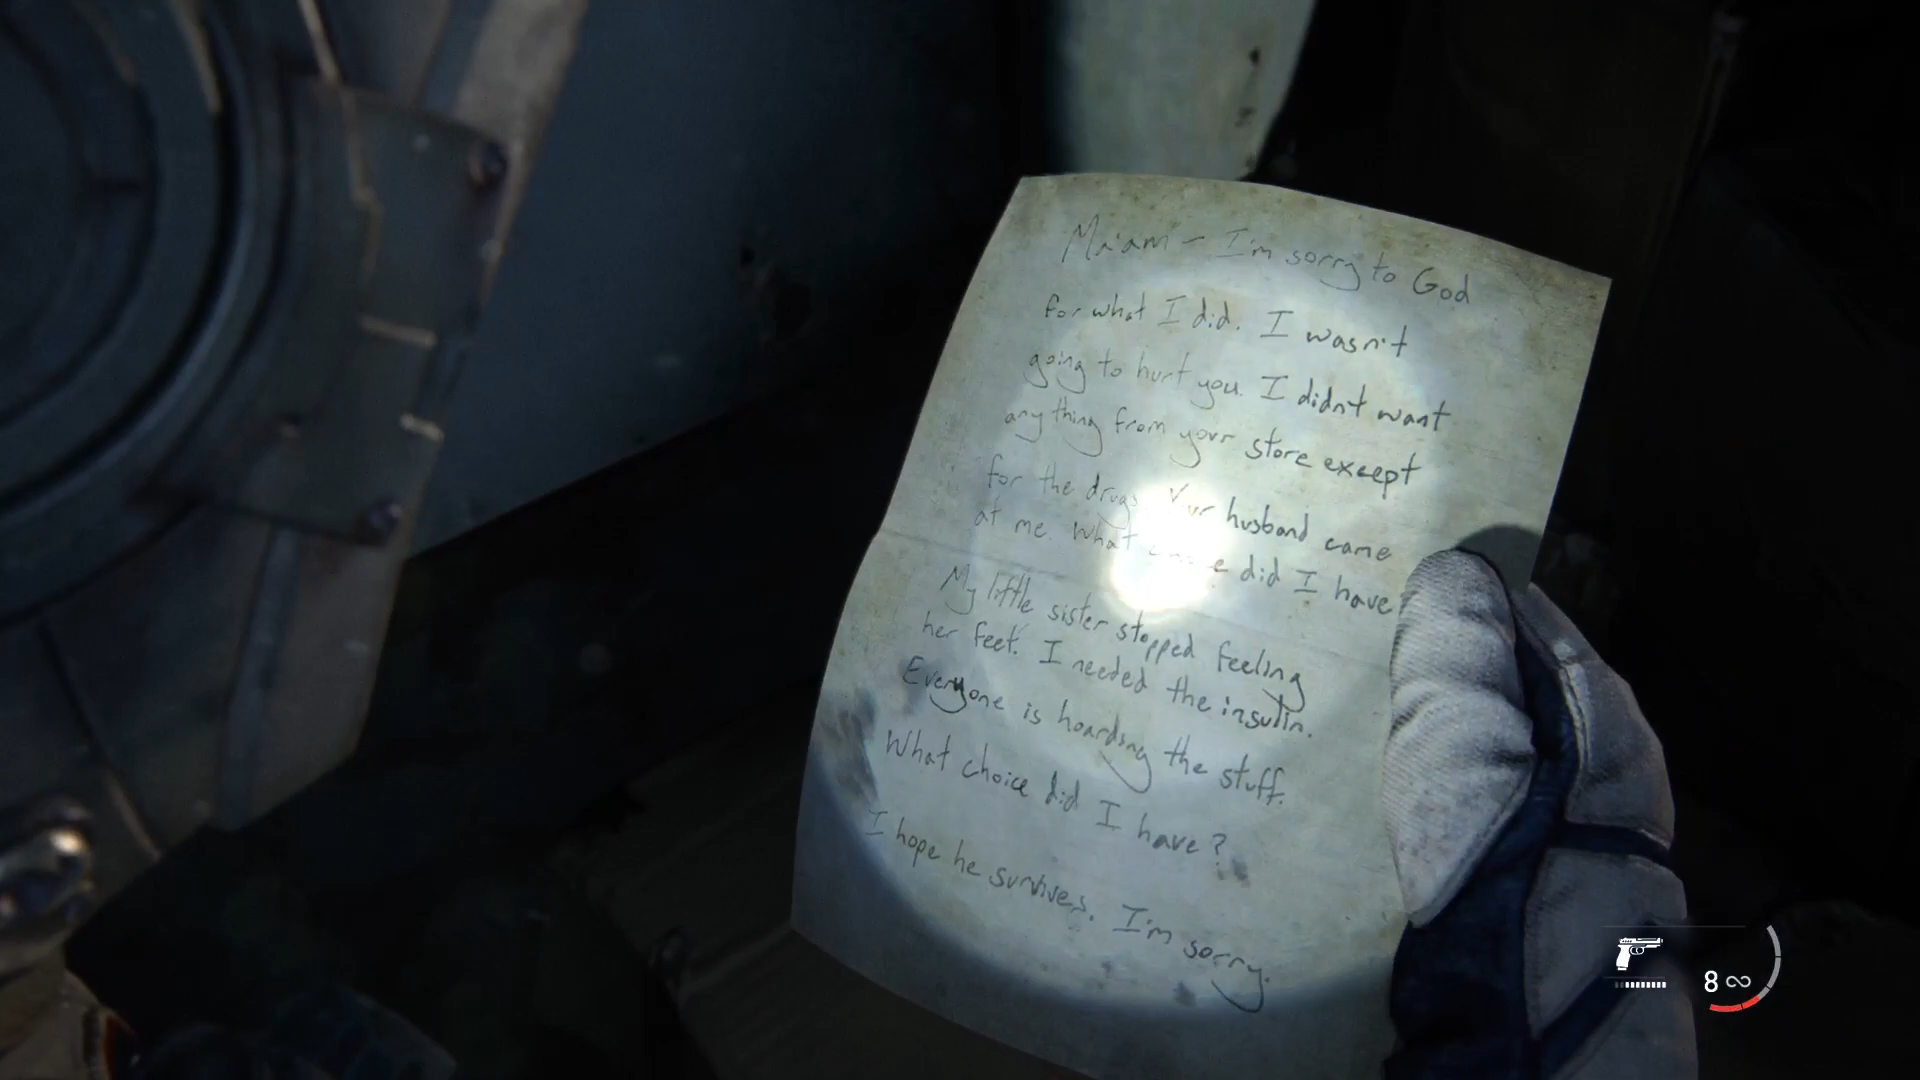 Ma'am - I'm sorry to God
for what I did. I wasn't
going to hurt you. I didn't want
anything from your store except
for the drugs. Your husband came
at me. What did I have
My little sister stopped feeling
her feet. I needed the insulin.
Everyone is hoarding the stuff.
What choice did I have?
I hope he survives. I'm sorry.
8 ∞